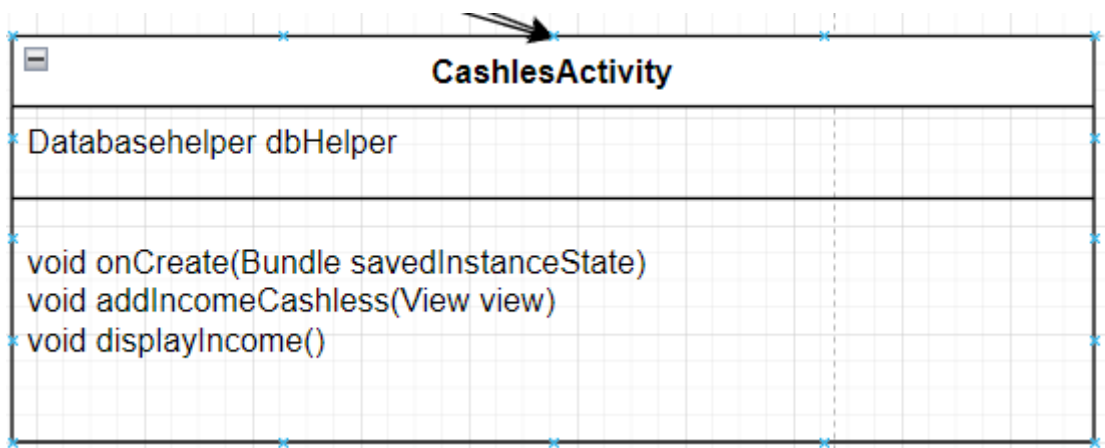 CashlesActivity
Databasehelper dbHelper
void onCreate(Bundle savedInstanceState)
void addIncomeCashless(View view)
void displayIncome()